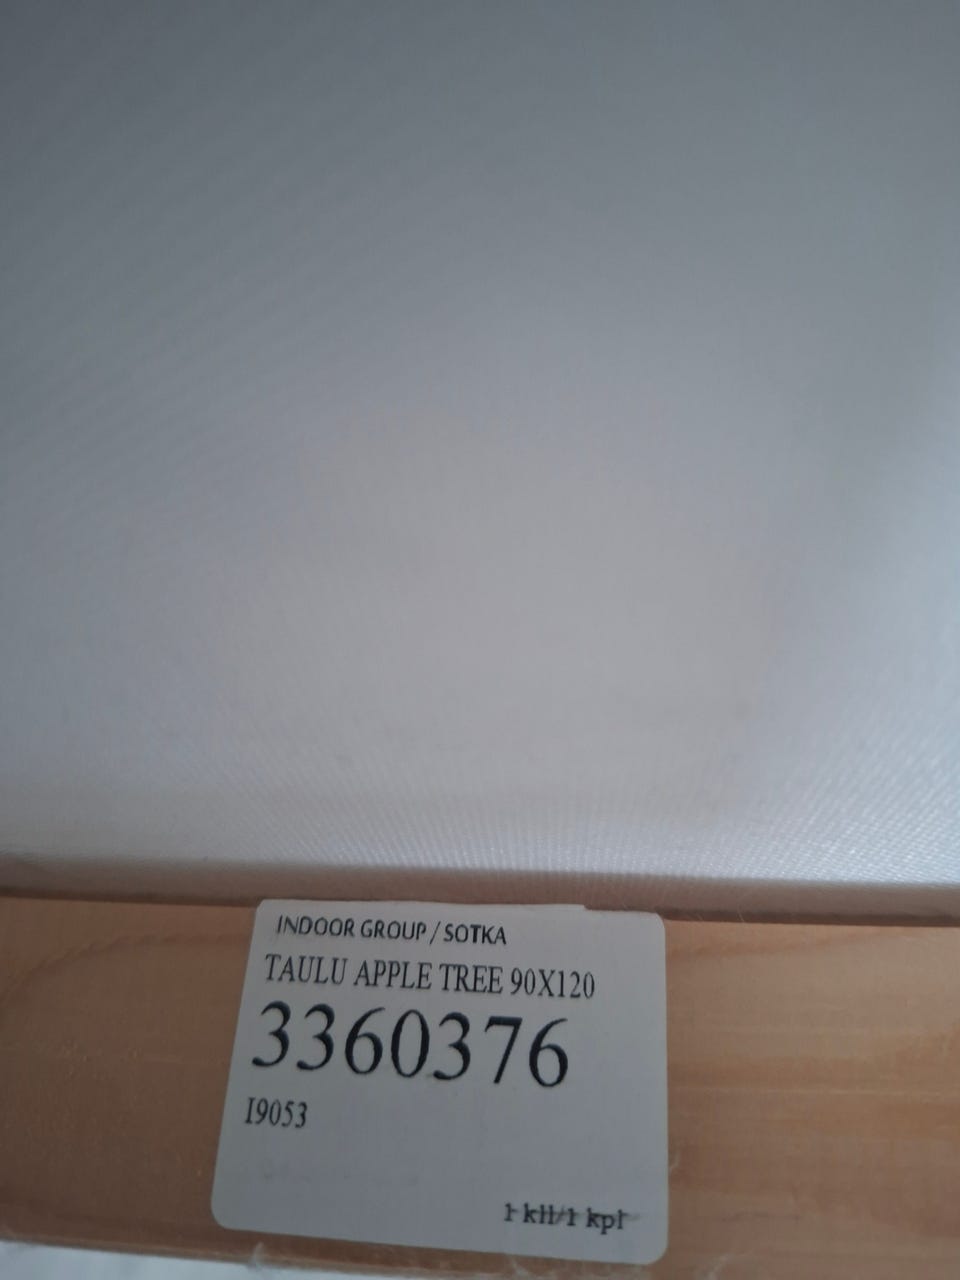 INDOOR GROUP / SOTKA
TAULU APPLE TREE 90X120
3360376
I9053
1 kll/1 kpl